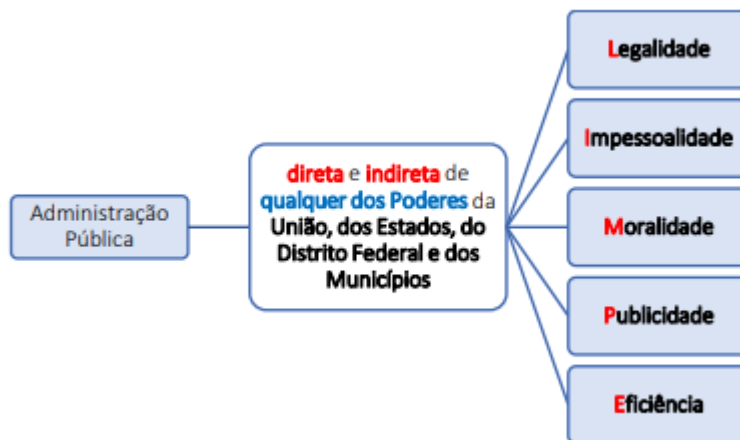 Administração
Pública
direta e indireta de
qualquer dos Poderes da
União, dos Estados, do
Distrito Federal e dos
Municípios
Legalidade
Impessoalidade
Moralidade
Publicidade
Eficiência